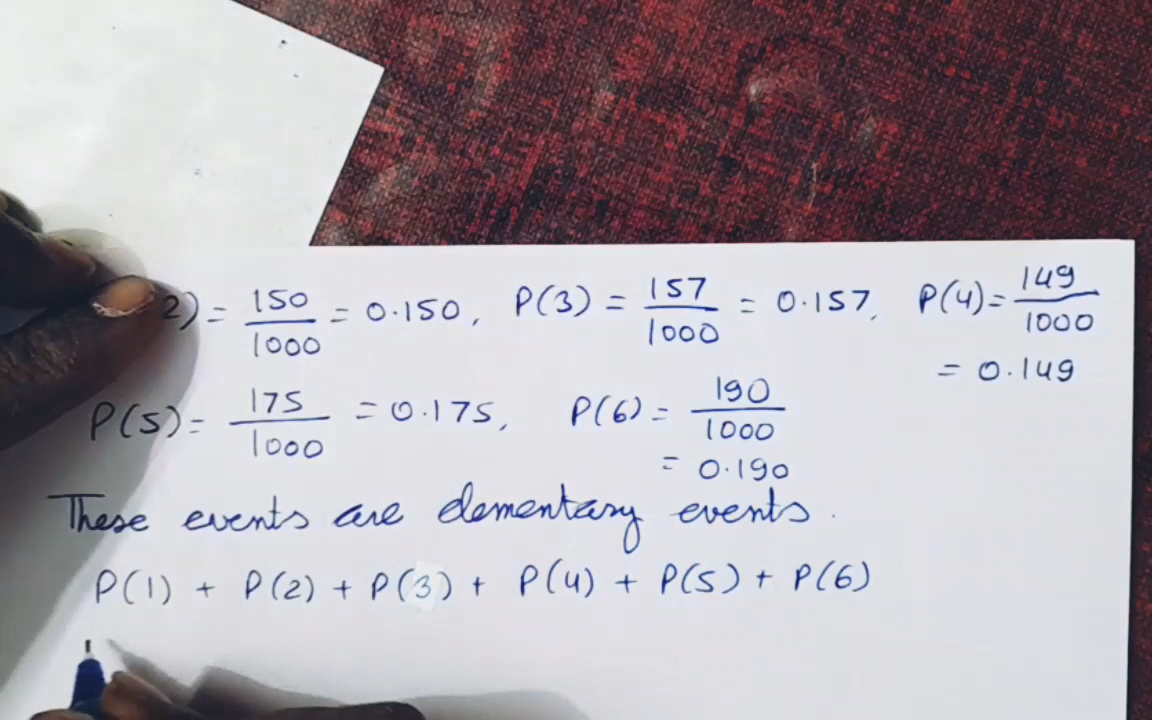 2) = 150/1000 = 0.150, P(3) = 157/1000 = 0.157, P(4) = 149/1000
= 0.149
P(5) = 175/1000 = 0.175, P(6) = 190/1000
= 0.190
These events are elementary events.
P(1) + P(2) + P(3) + P(4) + P(5) + P(6)